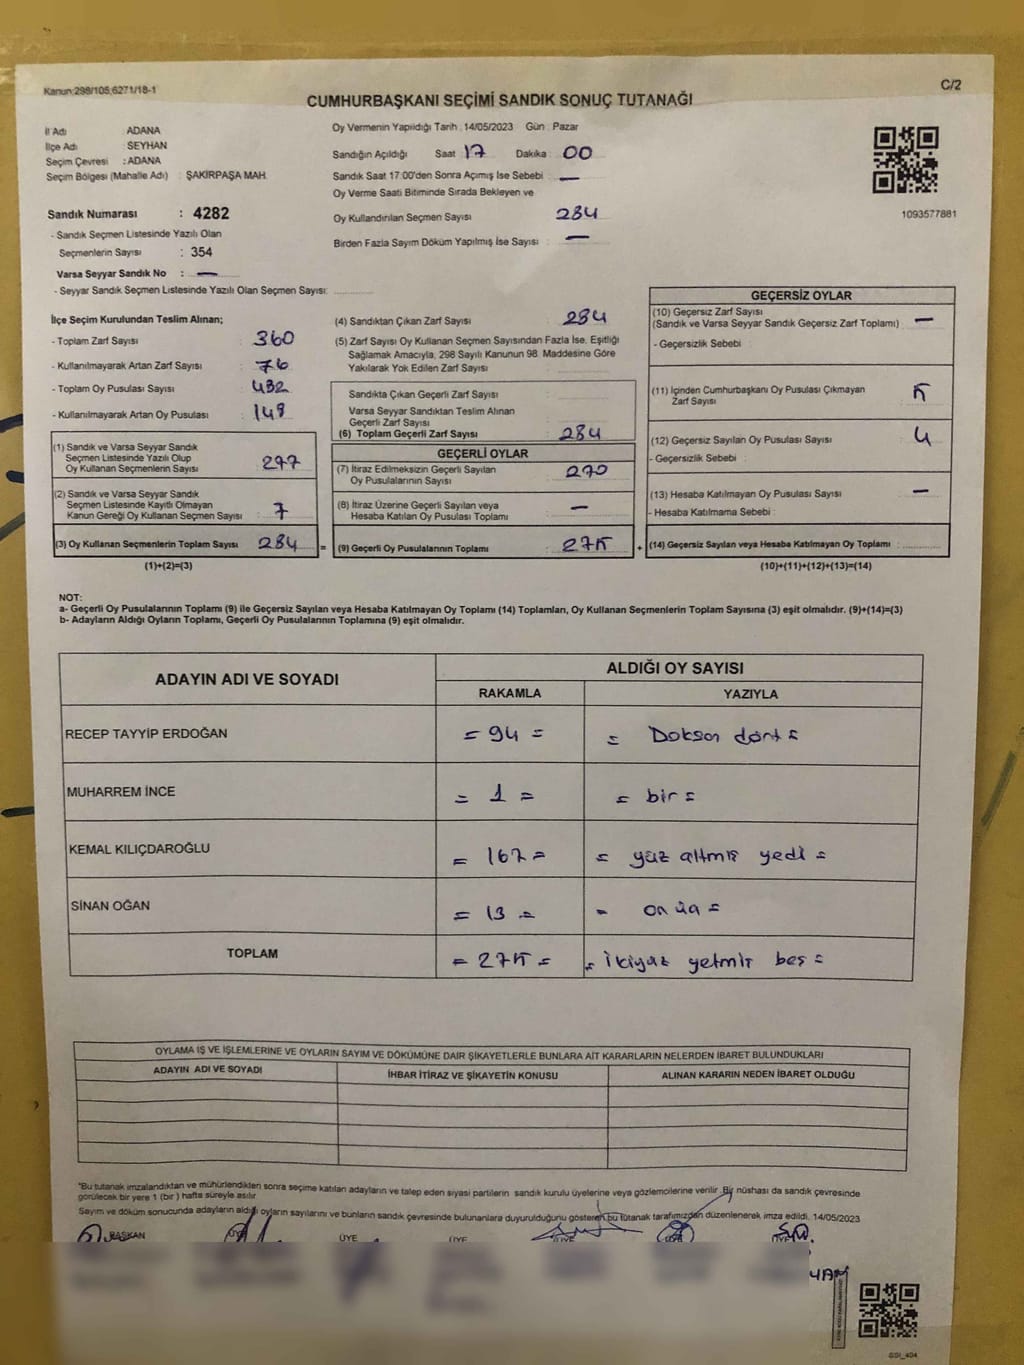 Kanun:298/105;6271/18-1
C/2
CUMHURBAŞKANI SEÇİMİ SANDIK SONUÇ TUTANAĞI
İl Adı : ADANA
İlçe Adı : SEYHAN
Seçim Çevresi : ADANA
Seçim Bölgesi (Mahalle Adı) : ŞAKİRPAŞA MAH.
Sandık Numarası : 4282
- Sandık Seçmen Listesinde Yazılı Olan
Seçmenlerin Sayısı : 354
Varsa Seyyar Sandık No : —
- Seyyar Sandık Seçmen Listesinde Yazılı Olan Seçmen Sayısı:
Oy Vermenin Yapıldığı Tarih : 14/05/2023 Gün : Pazar
Sandığın Açıldığı Saat 17 Dakika : 00
Sandık Saat 17:00'den Sonra Açımış İse Sebebi : —
Oy Verme Saati Bitiminde Sırada Bekleyen ve
Oy Kullandırılan Seçmen Sayısı 284
Birden Fazla Sayım Döküm Yapılmış İse Sayısı : —
1093577881
İlçe Seçim Kurulundan Teslim Alınan;
- Toplam Zarf Sayısı : 360
- Kullanılmayarak Artan Zarf Sayısı : 76
- Toplam Oy Pusulası Sayısı : 432
- Kullanılmayarak Artan Oy Pusulası : 148
(1) Sandık ve Varsa Seyyar Sandık
Seçmen Listesinde Yazılı Olup
Oy Kullanan Seçmenlerin Sayısı : 277
(2) Sandık ve Varsa Seyyar Sandık
Seçmen Listesinde Kayıtlı Olmayan
Kanun Gereği Oy Kullanan Seçmen Sayısı : 7
(3) Oy Kullanan Seçmenlerin Toplam Sayısı : 284 =
(1)+(2)=(3)
(4) Sandıktan Çıkan Zarf Sayısı : 284
(5) Zarf Sayısı Oy Kullanan Seçmen Sayısından Fazla İse, Eşitliği
Sağlamak Amacıyla, 298 Sayılı Kanunun 98. Maddesine Göre
Yakılarak Yok Edilen Zarf Sayısı :
Sandıkta Çıkan Geçerli Zarf Sayısı :
Varsa Seyyar Sandıktan Teslim Alınan
Geçerli Zarf Sayısı :
(6) Toplam Geçerli Zarf Sayısı : 284
GEÇERLİ OYLAR
(7) İtiraz Edilmeksizin Geçerli Sayılan
Oy Pusulalarının Sayısı : 270
(8) İtiraz Üzerine Geçerli Sayılan veya
Hesaba Katılan Oy Pusulası Toplamı : —
(9) Geçerli Oy Pusulalarının Toplamı : 275 +
GEÇERSİZ OYLAR
(10) Geçersiz Zarf Sayısı
(Sandık ve Varsa Seyyar Sandık Geçersiz Zarf Toplamı) : —
- Geçersizlik Sebebi :
(11) İçinden Cumhurbaşkanı Oy Pusulası Çıkmayan
Zarf Sayısı : 5
(12) Geçersiz Sayılan Oy Pusulası Sayısı : 4
- Geçersizlik Sebebi :
(13) Hesaba Katılmayan Oy Pusulası Sayısı : —
- Hesaba Katılmama Sebebi :
(14) Geçersiz Sayılan veya Hesaba Katılmayan Oy Toplamı :
(10)+(11)+(12)+(13)=(14)
NOT:
a- Geçerli Oy Pusulalarının Toplamı (9) ile Geçersiz Sayılan veya Hesaba Katılmayan Oy Toplamı (14) Toplamları, Oy Kullanan Seçmenlerin Toplam Sayısına (3) eşit olmalıdır. (9)+(14)=(3)
b- Adayların Aldığı Oyların Toplamı, Geçerli Oy Pusulalarının Toplamına (9) eşit olmalıdır.
ADAYIN ADI VE SOYADI
ALDIĞI OY SAYISI
RAKAMLA YAZIYLA
RECEP TAYYİP ERDOĞAN = 94 = = Doksan dört =
MUHARREM İNCE = 1 = = bir =
KEMAL KILIÇDAROĞLU = 167 = = yüz altmış yedi =
SİNAN OĞAN = 13 = = on üç =
TOPLAM = 275 = = ikiyüz yetmiş beş =
OYLAMA İŞ VE İŞLEMLERİNE VE OYLARIN SAYIM VE DÖKÜMÜNE DAİR ŞİKAYETLERLE BUNLARA AİT KARARLARIN NELERDEN İBARET BULUNDUKLARI
ADAYIN ADI VE SOYADI İHBAR İTİRAZ VE ŞİKAYETİN KONUSU ALINAN KARARIN NEDEN İBARET OLDUĞU
*Bu tutanak imzalandıktan ve mühürlendikten sonra seçime katılan adayların ve talep eden siyasi partilerin sandık kurulu üyelerine veya gözlemcilerine verilir. Bir nüshası da sandık çevresinde
görülecek bir yere 1 (bir ) hafta süreyle asılır
Sayım ve döküm sonucunda adayların aldığı oyların sayılarını ve bunların sandık çevresinde bulunanlara duyurulduğunu gösteren bu tutanak tarafımızdan düzenlenerek imza edildi. 14/05/2023
BAŞKAN ÜYE ÜYE ÜYE ÜYE ÜYE ÜYE